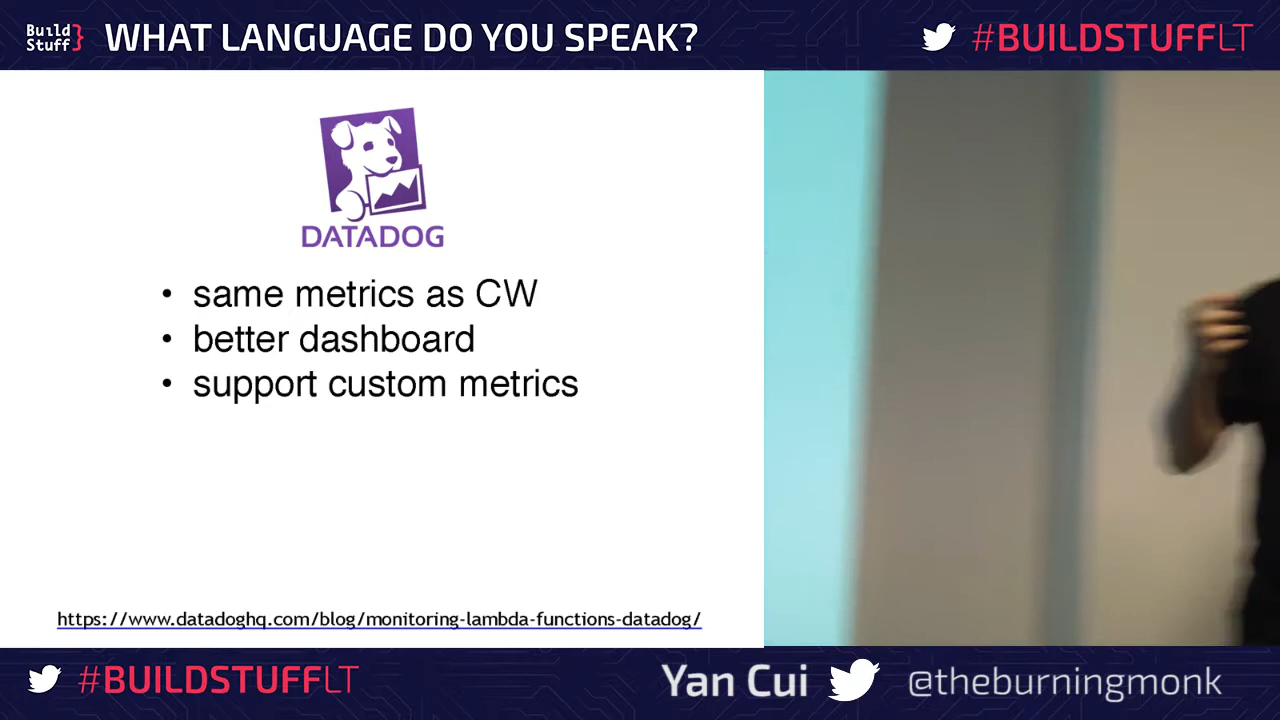 Build
Stuff}
WHAT LANGUAGE DO YOU SPEAK?
#BUILDSTUFFLT
DATADOG
• same metrics as CW
• better dashboard
• support custom metrics
https://www.datadoghq.com/blog/monitoring-lambda-functions-datadog/
#BUILDSTUFFLT
Yan Cui
@theburningmonk